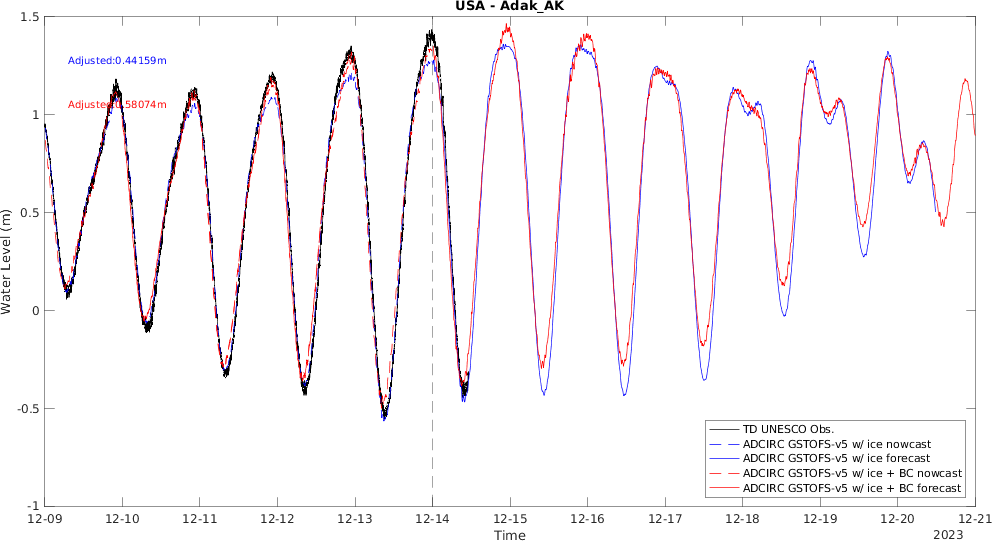 USA - Adak_AK
1.5
1
0.5
0
-0.5
-1
Water Level (m)
Adjusted:0.44159m
Adjusted:0.58074m
TD UNESCO Obs.
ADCIRC GSTOFS-v5 w/ ice nowcast
ADCIRC GSTOFS-v5 w/ ice forecast
ADCIRC GSTOFS-v5 w/ ice + BC nowcast
ADCIRC GSTOFS-v5 w/ ice + BC forecast
12-09 12-10 12-11 12-12 12-13 12-14 12-15 12-16 12-17 12-18 12-19 12-20 12-21
Time
2023